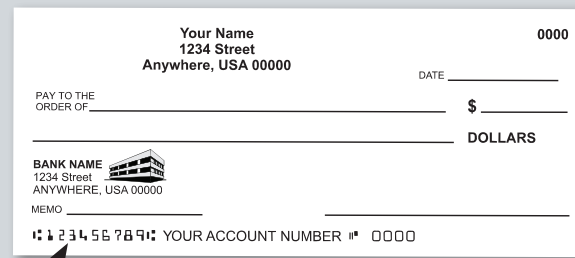 Your Name
0000
1234 Street
Anywhere, USA 00000
DATE
PAY TO THE
ORDER OF
$
DOLLARS
BANK NAME
1234 Street
ANYWHERE, USA 00000
MEMO
⑆123456789⑆ YOUR ACCOUNT NUMBER ⑈ 0000